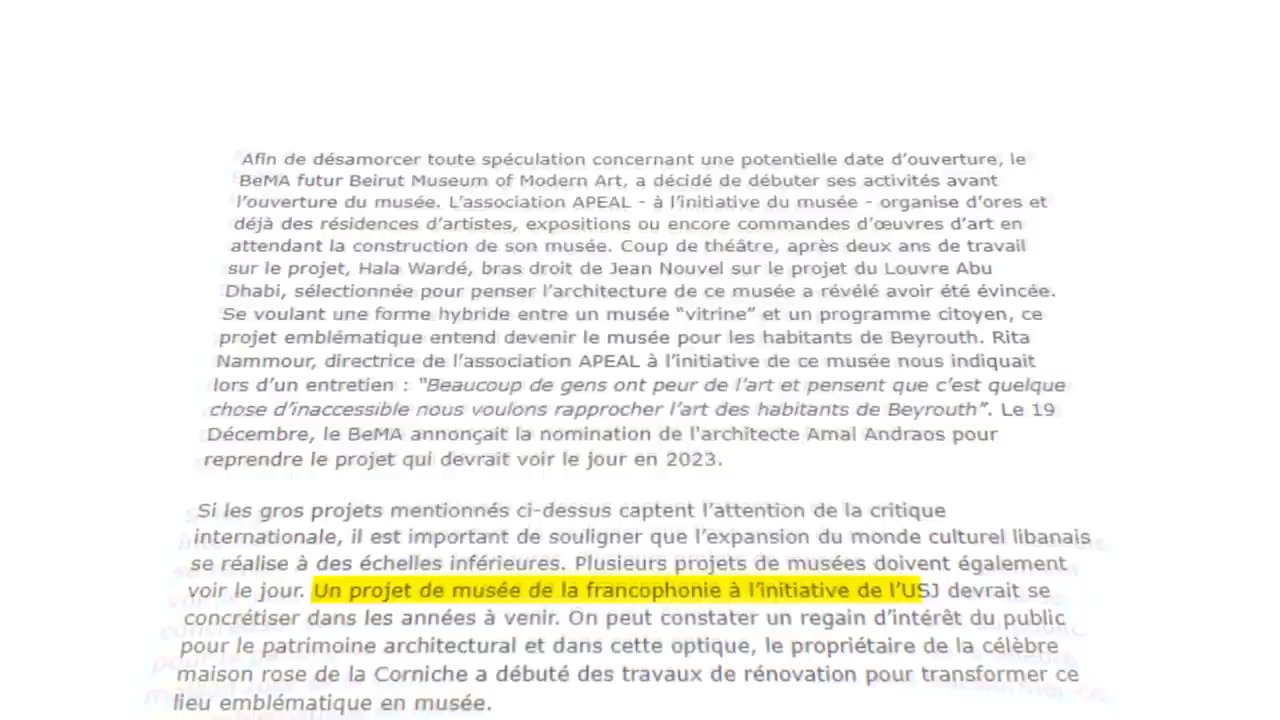 Afin de désamorcer toute spéculation concernant une potentielle date d'ouverture, le
BeMA futur Beirut Museum of Modern Art, a décidé de débuter ses activités avant
l'ouverture du musée. L'association APEAL - à l'initiative du musée - organise d'ores et
déjà des résidences d'artistes, expositions ou encore commandes d'œuvres d'art en
attendant la construction de son musée. Coup de théâtre, après deux ans de travail
sur le projet, Hala Wardé, bras droit de Jean Nouvel sur le projet du Louvre Abu
Dhabi, sélectionnée pour penser l'architecture de ce musée a révélé avoir été évincée.
Se voulant une forme hybride entre un musée “vitrine” et un programme citoyen, ce
projet emblématique entend devenir le musée pour les habitants de Beyrouth. Rita
Nammour, directrice de l'association APEAL à l'initiative de ce musée nous indiquait
lors d'un entretien : “Beaucoup de gens ont peur de l'art et pensent que c'est quelque
chose d'inaccessible nous voulons rapprocher l'art des habitants de Beyrouth”. Le 19
Décembre, le BeMA annonçait la nomination de l'architecte Amal Andraos pour
reprendre le projet qui devrait voir le jour en 2023.
Si les gros projets mentionnés ci-dessus captent l'attention de la critique
internationale, il est important de souligner que l'expansion du monde culturel libanais
se réalise à des échelles inférieures. Plusieurs projets de musées doivent également
voir le jour. Un projet de musée de la francophonie à l'initiative de l'USJ devrait se
concrétiser dans les années à venir. On peut constater un regain d'intérêt du public
pour le patrimoine architectural et dans cette optique, le propriétaire de la célèbre
maison rose de la Corniche a débuté des travaux de rénovation pour transformer ce
lieu emblématique en musée.